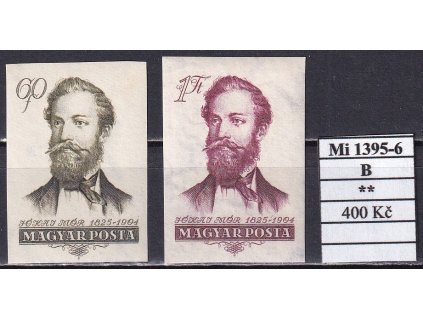 60
JÓKAI MÓR 1825-1904
MAGYAR POSTA
1Ft
JÓKAI MÓR 1825-1904
MAGYAR POSTA
Mi 1395-6
B
**
400 Kč